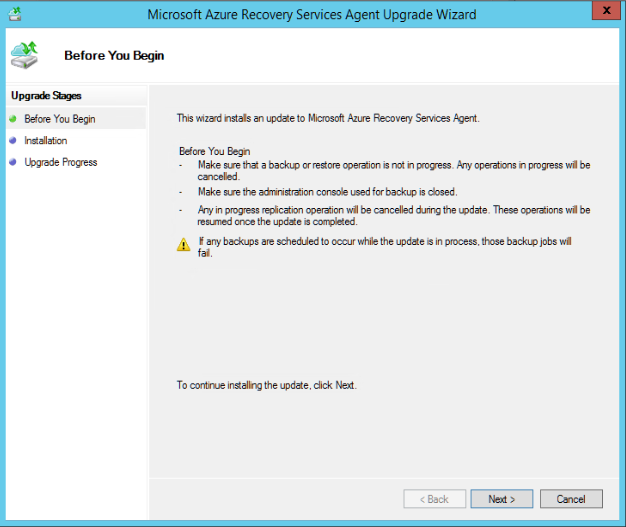 Microsoft Azure Recovery Services Agent Upgrade Wizard
x
Before You Begin
Upgrade Stages
Before You Begin
Installation
Upgrade Progress
This wizard installs an update to Microsoft Azure Recovery Services Agent.
Before You Begin
- Make sure that a backup or restore operation is not in progress. Any operations in progress will be
cancelled.
- Make sure the administration console used for backup is closed.
- Any in progress replication operation will be cancelled during the update. These operations will be
resumed once the update is completed.
If any backups are scheduled to occur while the update is in process, those backup jobs will
fail.
To continue installing the update, click Next.
< Back
Next >
Cancel